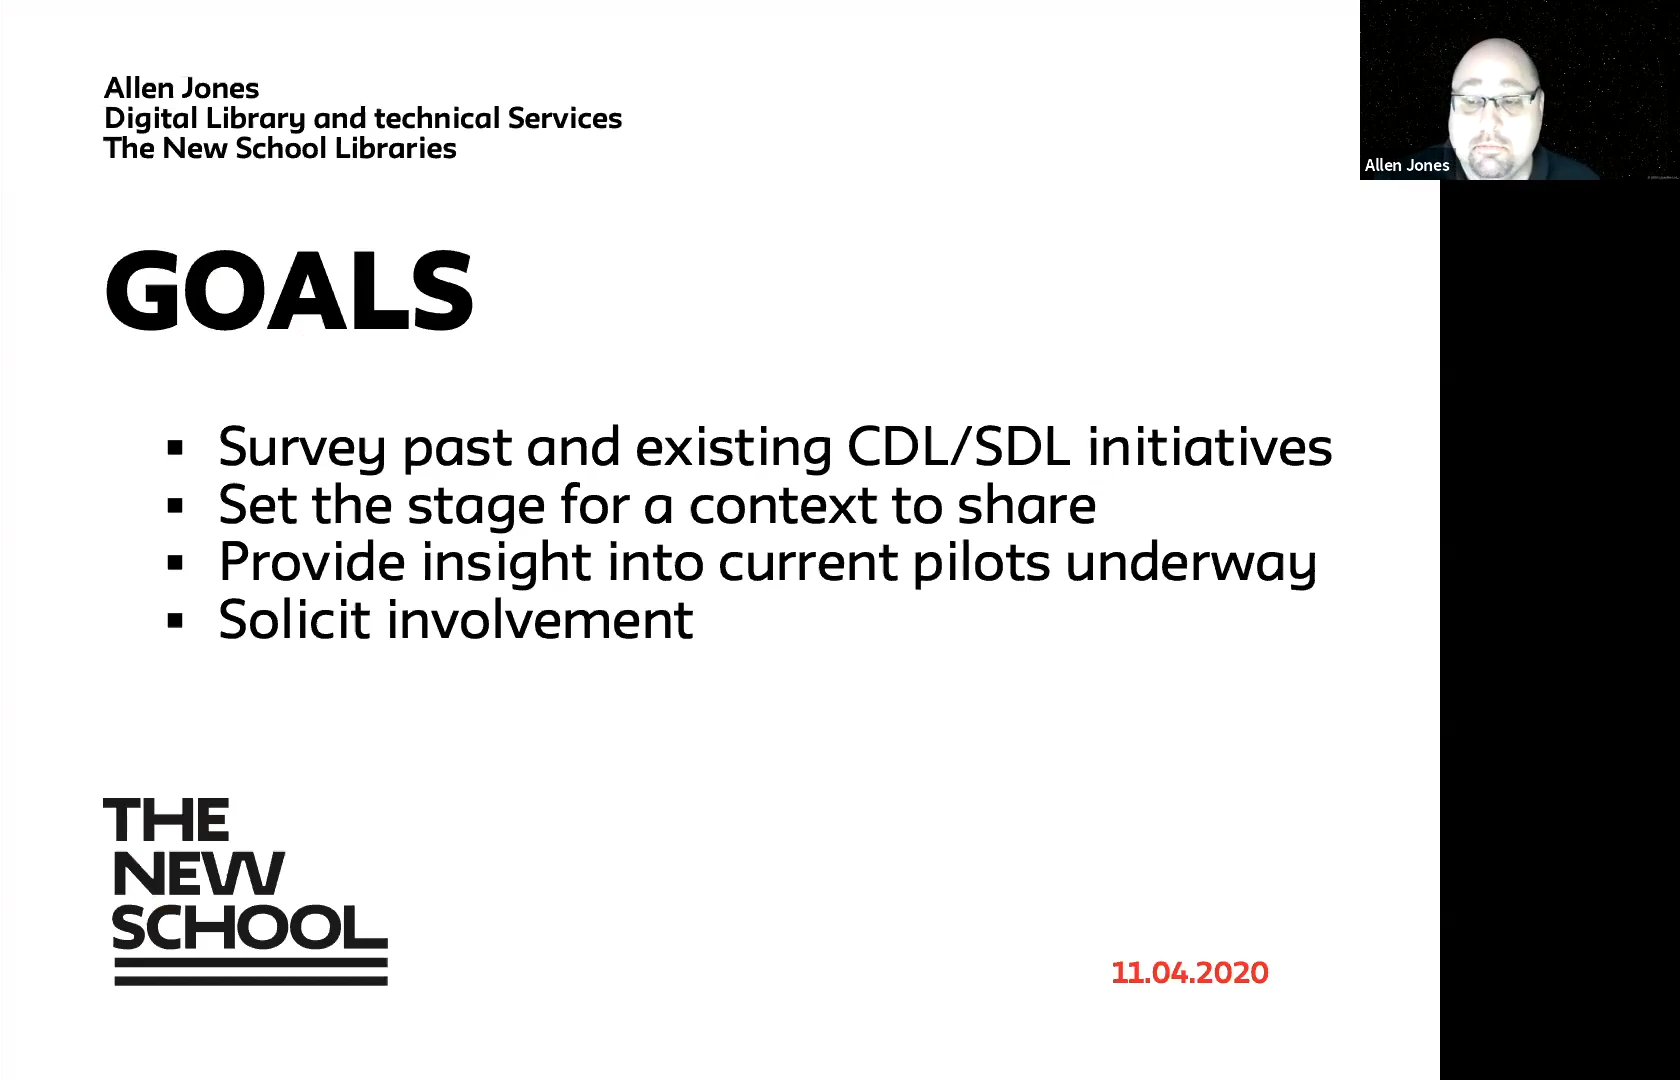 Allen Jones
Digital Library and technical Services
The New School Libraries
Allen Jones
GOALS
▪ Survey past and existing CDL/SDL initiatives
▪ Set the stage for a context to share
▪ Provide insight into current pilots underway
▪ Solicit involvement
THE
NEW
SCHOOL
11.04.2020